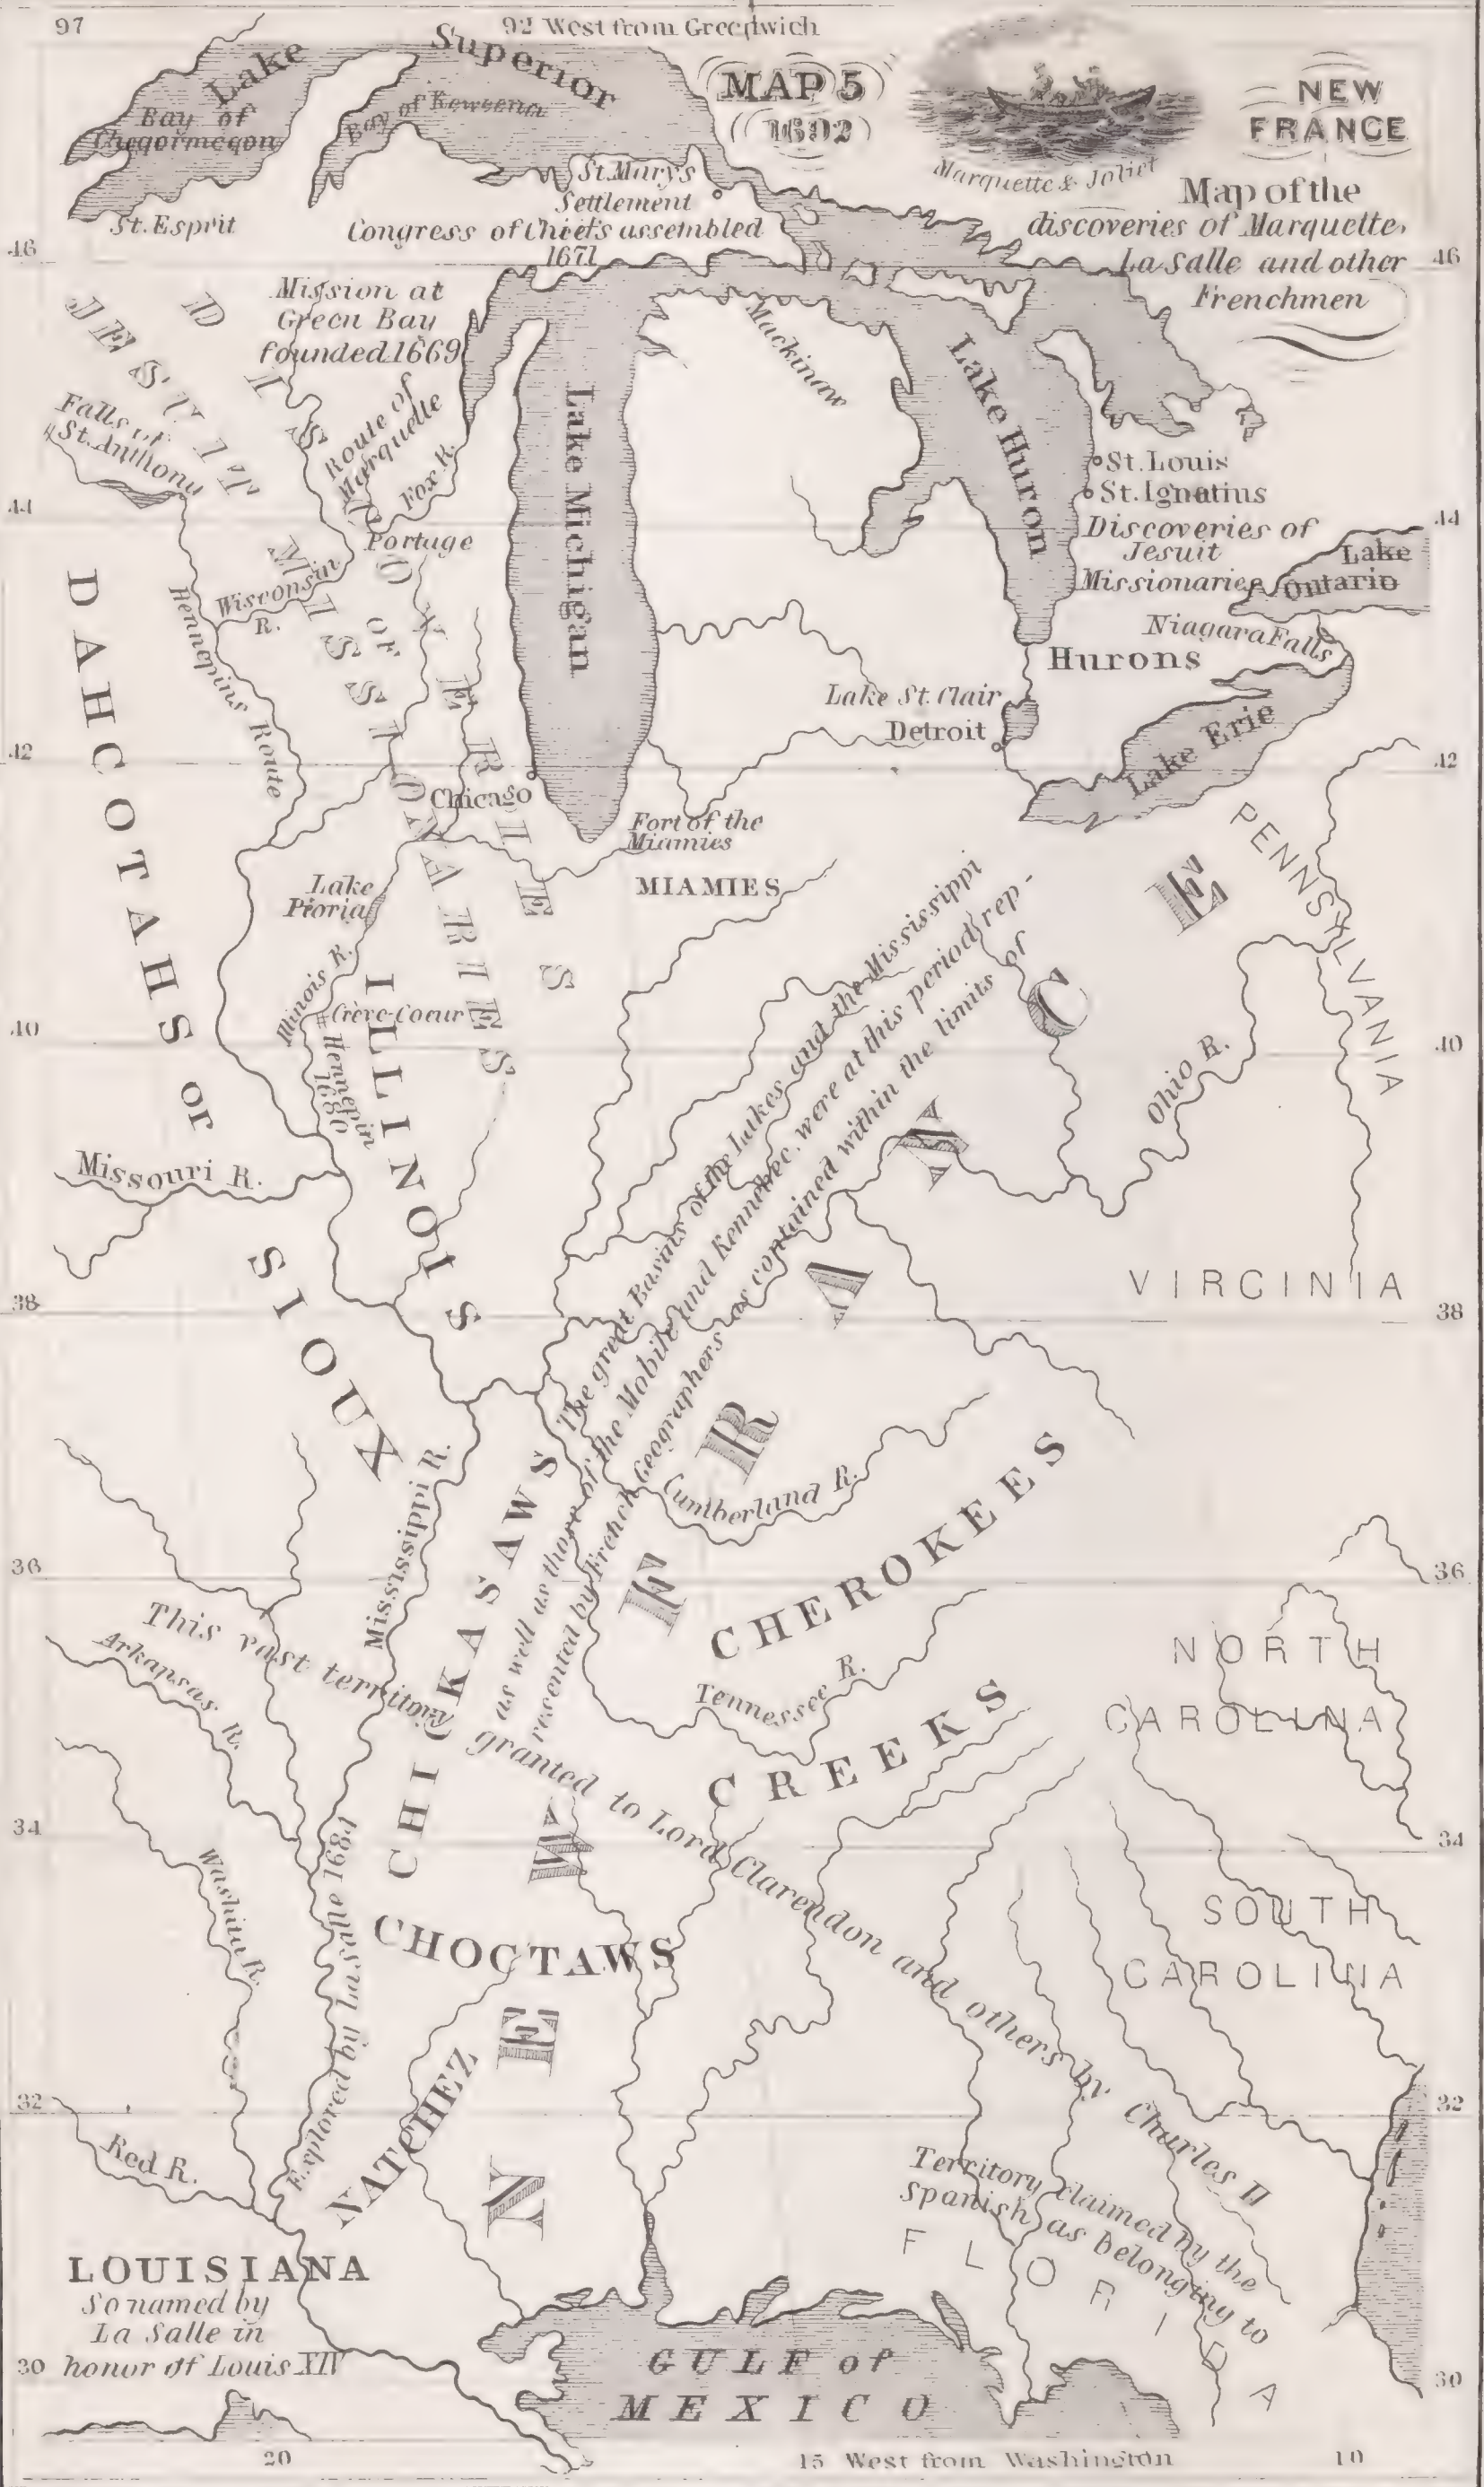 97
92 West from Greenwich
Lake Superior
MAP 5
1692
NEW
FRANCE
Marquette & Joliet
Map of the
discoveries of Marquette,
La Salle and other
Frenchmen
Bay of
Chegoimegon
Bay of Keweena
St. Esprit
St. Marys
Settlement
Congress of Chiefs assembled
1671
46
46
Mission at
Green Bay
founded 1669
JESUIT MISSIONARIES
DISCOVERIES
OF
Falls of
St. Anthony
Route of
Marquette
Fox R.
Portage
Lake Michigan
Mackinaw
Lake Huron
St. Louis
St. Ignatius
44
44
Discoveries of
Jesuit
Missionaries
Lake
Ontario
Niagara Falls
Hurons
Wisconsin
R.
Hennepins Route
DAHCOTAHS or
SIOUX
Lake St. Clair
Detroit
Lake Erie
42
42
Chicago
Fort of the
Miamies
MIAMIES
PENNSYLVANIA
Lake
Pioria
Illinois R.
Creve-Coeur
Hennepin
1680
ILLINOIS
40
40
Ohio R.
Missouri R.
VIRCINIA
38
38
NEW FRANCE
The great Basins of the Lakes and the Mississippi
as well as those of the Mobile and Kennebec, were at this period rep-
resented by French Geographers as contained within the limits of
Mississippi R.
CHICKASAWS
Cumberland R.
CHEROKEES
36
36
This vast territory
granted to Lord Clarendon and others by Charles II
Arkansas R.
Tennessee R.
NORTH
CAROLINA
CREEKS
34
34
Washita R.
Explored by La Salle 1684
CHOCTAWS
SOUTH
CAROLINA
NATCHEZ
32
32
Red R.
Territory claimed by the
Spanish as belonging to
FLORIDA
LOUISIANA
So named by
La Salle in
honor of Louis XIV
30
30
GULF of
MEXICO
20
15 West from Washington
10